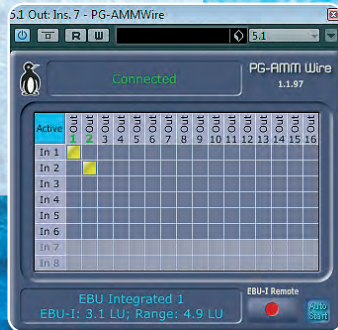 5.1 Out: Ins. 7 - PG-AMMWire
R W 5.1
Connected
PG-AMM Wire
1.1.97
Active Out Out Out Out Out Out Out Out Out Out Out Out Out Out Out Out
1 2 3 4 5 6 7 8 9 10 11 12 13 14 15 16
In 1
In 2
In 3
In 4
In 5
In 6
In 7
In 8
EBU Integrated 1
EBU-I: 3.1 LU; Range: 4.9 LU
EBU-I Remote
Auto
Start